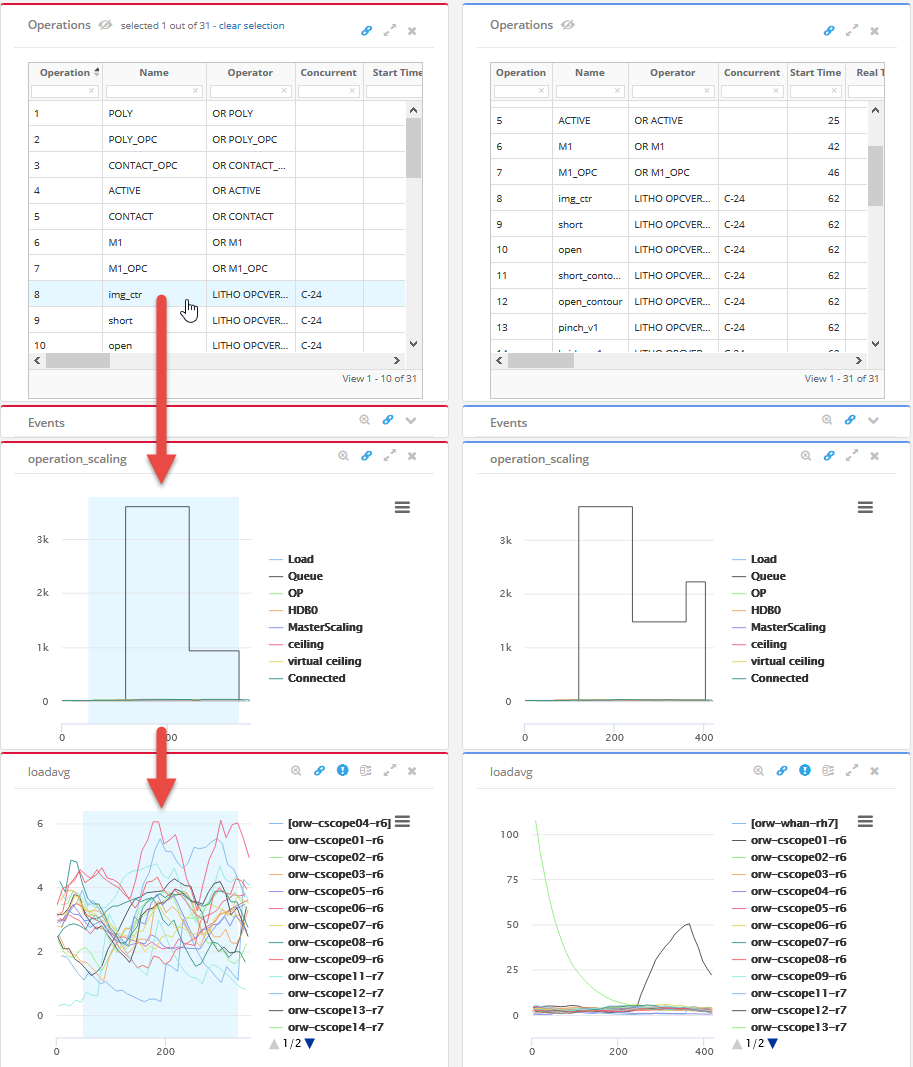 Operations selected 1 out of 31 - clear selection
Operation Name Operator Concurrent Start Time
1 POLY OR POLY
2 POLY_OPC OR POLY_OPC
3 CONTACT_OPC OR CONTACT_...
4 ACTIVE OR ACTIVE
5 CONTACT OR CONTACT
6 M1 OR M1
7 M1_OPC OR M1_OPC
8 img_ctr LITHO OPCVER... C-24
9 short LITHO OPCVER... C-24
10 open LITHO OPCVER... C-24
View 1 - 10 of 31
Events
operation_scaling
3k
2k
1k
0
0 200
Load
Queue
OP
HDB0
MasterScaling
ceiling
virtual ceiling
Connected
loadavg
6
4
2
0
0 200
[orw-cscope04-r6]
orw-cscope01-r6
orw-cscope02-r6
orw-cscope03-r6
orw-cscope05-r6
orw-cscope06-r6
orw-cscope07-r6
orw-cscope08-r6
orw-cscope09-r6
orw-cscope11-r7
orw-cscope12-r7
orw-cscope13-r7
orw-cscope14-r7
1/2
Operations
Operation Name Operator Concurrent Start Time Real T
5 ACTIVE OR ACTIVE 25
6 M1 OR M1 42
7 M1_OPC OR M1_OPC 46
8 img_ctr LITHO OPCVER... C-24 62
9 short LITHO OPCVER... C-24 62
10 open LITHO OPCVER... C-24 62
11 short_conto... LITHO OPCVER... C-24 62
12 open_contour LITHO OPCVER... C-24 62
13 pinch_v1 LITHO OPCVER... C-24 62
View 1 - 31 of 31
Events
operation_scaling
3k
2k
1k
0
0 200 400
Load
Queue
OP
HDB0
MasterScaling
ceiling
virtual ceiling
Connected
loadavg
100
75
50
25
0
0 200 400
[orw-whan-rh7]
orw-cscope01-r6
orw-cscope02-r6
orw-cscope03-r6
orw-cscope04-r6
orw-cscope05-r6
orw-cscope06-r6
orw-cscope07-r6
orw-cscope08-r6
orw-cscope09-r6
orw-cscope11-r7
orw-cscope12-r7
orw-cscope13-r7
1/2